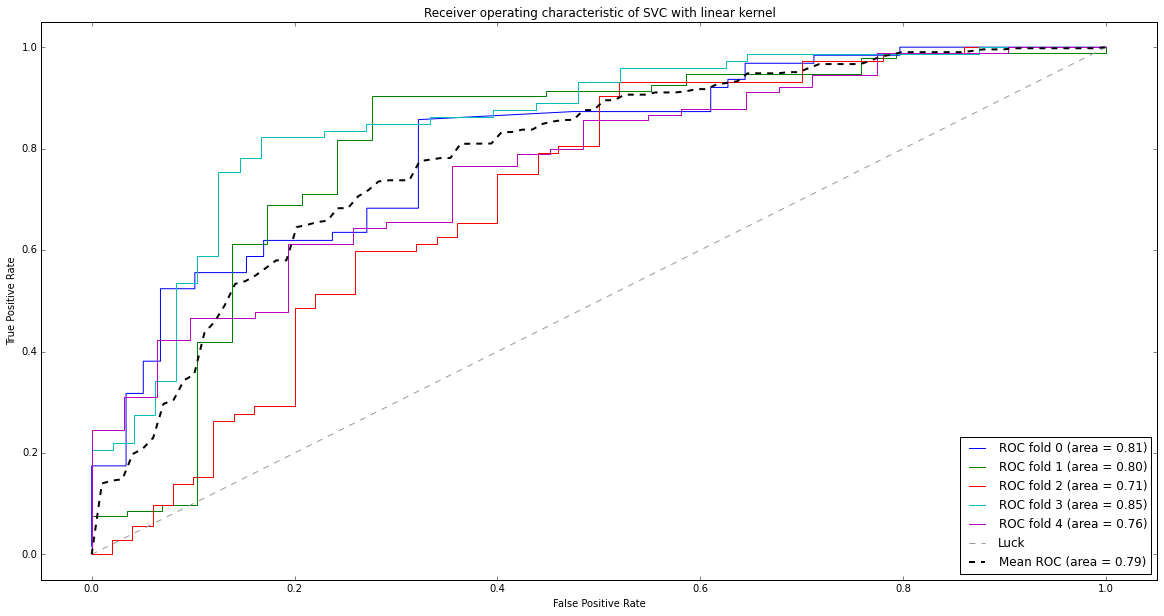 Receiver operating characteristic of SVC with linear kernel
True Positive Rate
1.0
0.8
0.6
0.4
0.2
0.0
0.0 0.2 0.4 0.6 0.8 1.0
False Positive Rate
ROC fold 0 (area = 0.81)
ROC fold 1 (area = 0.80)
ROC fold 2 (area = 0.71)
ROC fold 3 (area = 0.85)
ROC fold 4 (area = 0.76)
Luck
Mean ROC (area = 0.79)